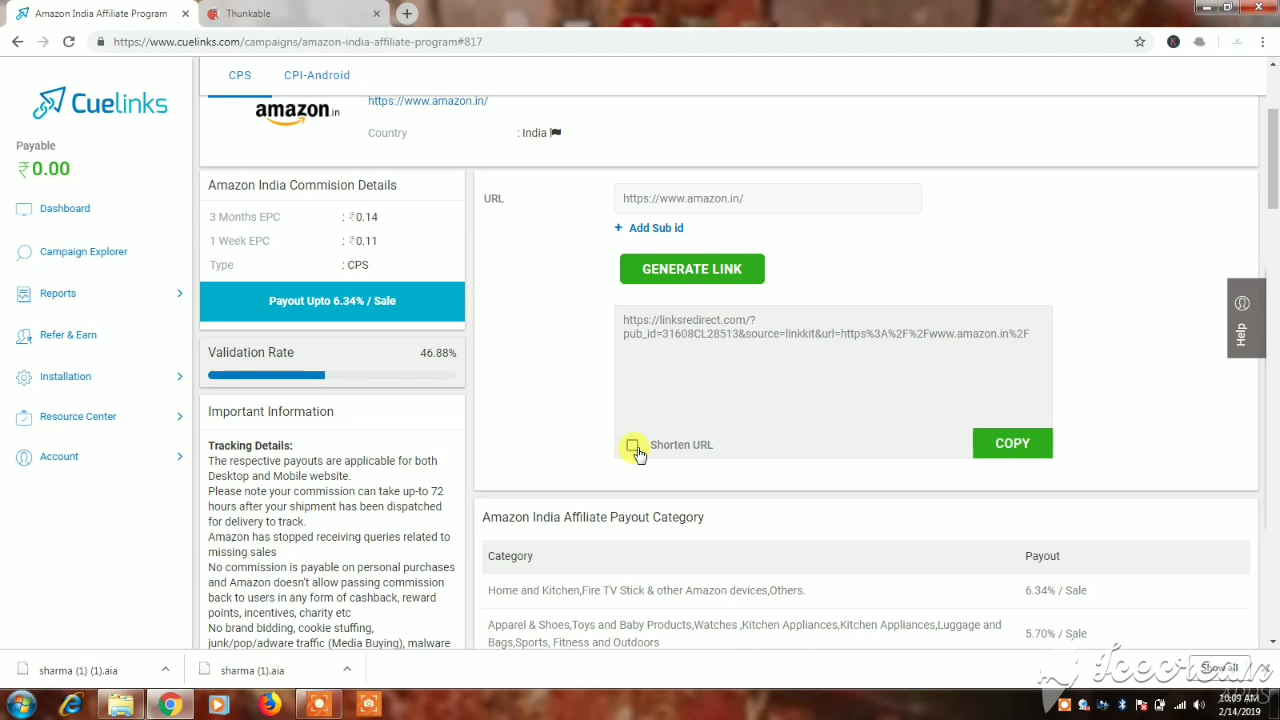 Amazon India Affiliate Program
Thunkable
https://www.cuelinks.com/campaigns/amazon-india-affiliate-program#817
Cuelinks
Payable
₹0.00
Dashboard
Campaign Explorer
Reports
Refer & Earn
Installation
Resource Center
Account
CPS
CPI-Android
amazon.in
https://www.amazon.in/
Country : India
Amazon India Commision Details
3 Months EPC : ₹0.14
1 Week EPC : ₹0.11
Type : CPS
Payout Upto 6.34% / Sale
Validation Rate 46.88%
Important Information
Tracking Details:
The respective payouts are applicable for both
Desktop and Mobile website.
Please note your commission can take up-to 72
hours after your shipment has been dispatched
for delivery to track.
Amazon has stopped receiving queries related to
missing sales
No commission is payable on personal purchases
and Amazon doesn't allow passing commission
back to users in any form of cashback, reward
points, incentives, charity etc
No brand bidding, cookie stuffing,
junk/pop/adware traffic (Media Buying), malware
URL
https://www.amazon.in/
+ Add Sub id
GENERATE LINK
https://linksredirect.com/?
pub_id=31608CL28513&source=linkkit&url=https%3A%2F%2Fwww.amazon.in%2F
Shorten URL
COPY
Amazon India Affiliate Payout Category
Category Payout
Home and Kitchen,Fire TV Stick & other Amazon devices,Others. 6.34% / Sale
Apparel & Shoes,Toys and Baby Products,Watches ,Kitchen Appliances,Kitchen Appliances,Luggage and
Bags,Sports, Fitness and Outdoors
5.70% / Sale
Help
sharma (1) (1).aia
sharma (1).aia
Show all
icecream
APPS
10:09 AM
2/14/2019